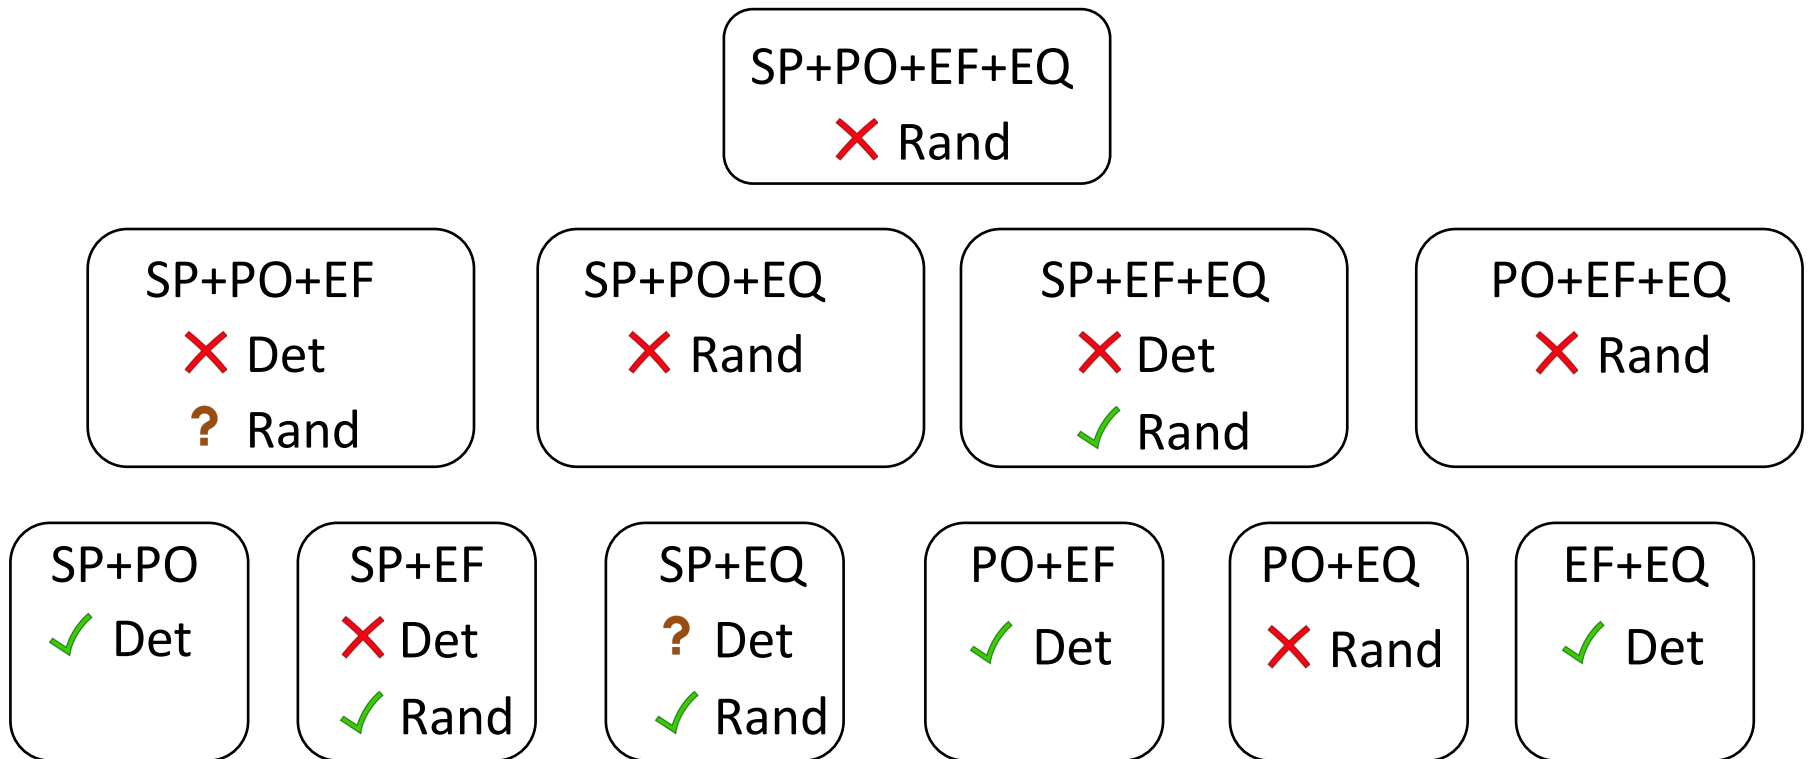 SP+PO+EF+EQ
❌ Rand
SP+PO+EF
❌ Det
? Rand
SP+PO+EQ
❌ Rand
SP+EF+EQ
❌ Det
✓ Rand
PO+EF+EQ
❌ Rand
SP+PO
✓ Det
SP+EF
❌ Det
✓ Rand
SP+EQ
? Det
✓ Rand
PO+EF
✓ Det
PO+EQ
❌ Rand
EF+EQ
✓ Det